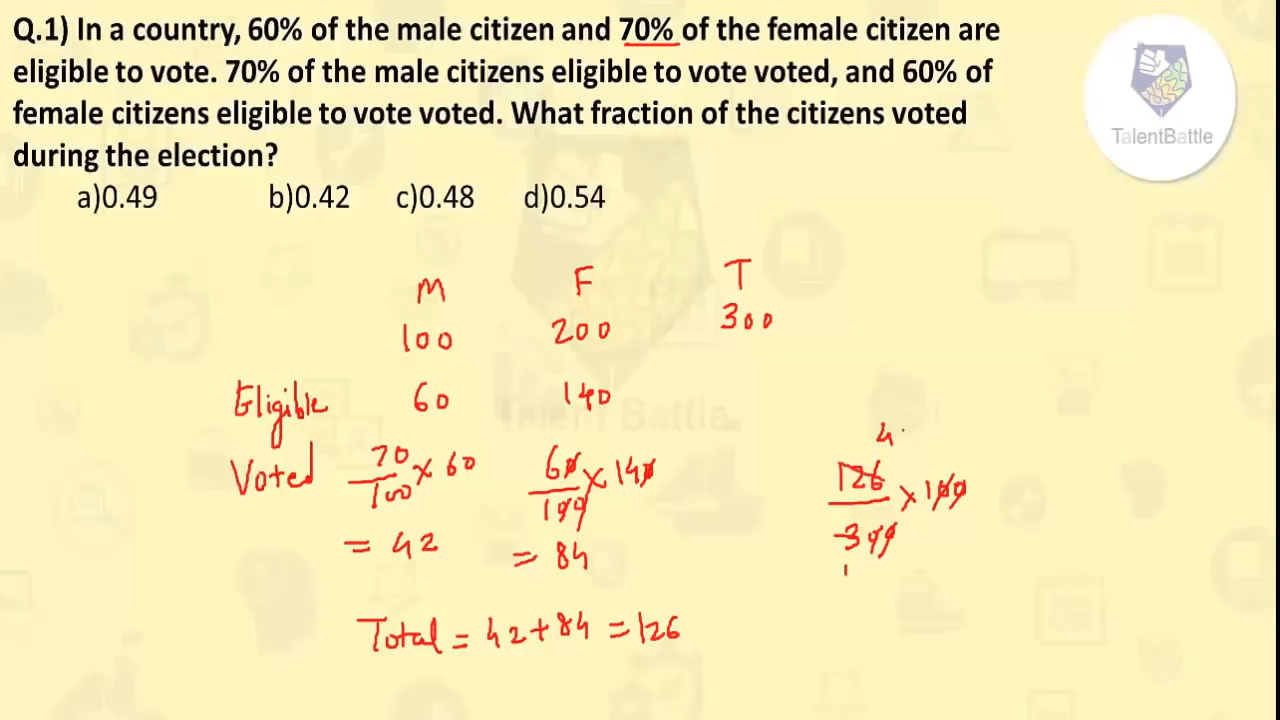 Q.1) In a country, 60% of the male citizen and 70% of the female citizen are
eligible to vote. 70% of the male citizens eligible to vote voted, and 60% of
female citizens eligible to vote voted. What fraction of the citizens voted
during the election?
a)0.49 b)0.42 c)0.48 d)0.54
TalentBattle
M F T
100 200 300
Eligible 60 140
Voted 70/100 × 60 60/100 × 140
= 42 = 84
4
126/300 × 100
1
Total = 42 + 84 = 126
Talent Battle